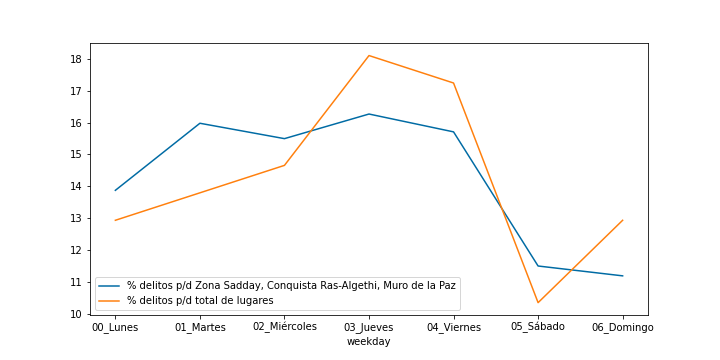 18
17
16
15
14
13
12
11
10
% delitos p/d Zona Sadday, Conquista Ras-Algethi, Muro de la Paz
% delitos p/d total de lugares
00_Lunes 01_Martes 02_Miércoles 03_Jueves 04_Viernes 05_Sábado 06_Domingo
weekday